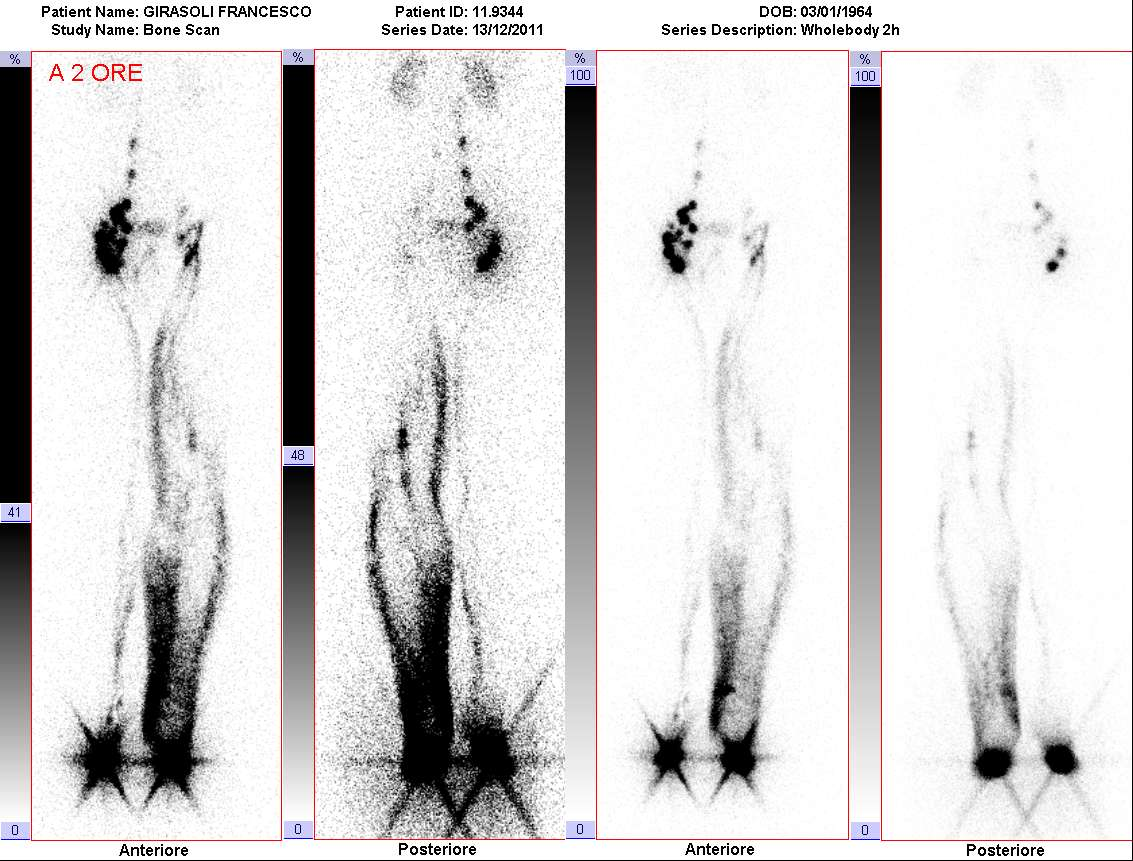 Patient Name: GIRASOLI FRANCESCO Patient ID: 11.9344 DOB: 03/01/1964
Study Name: Bone Scan Series Date: 13/12/2011 Series Description: Wholebody 2h
% % % %
A 2 ORE
100 100
48
41
0 0 0 0
Anteriore Posteriore Anteriore Posteriore